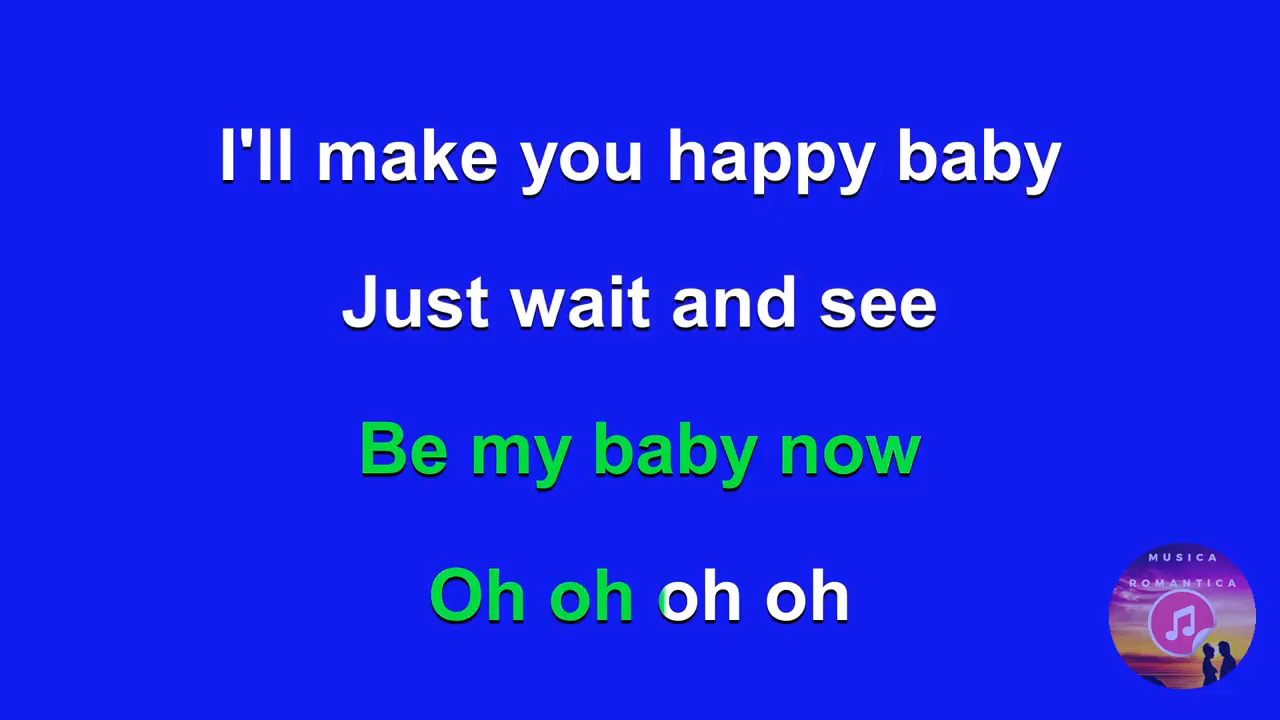 I'll make you happy baby
Just wait and see
Be my baby now
Oh oh oh oh
MUSICA
ROMANTICA